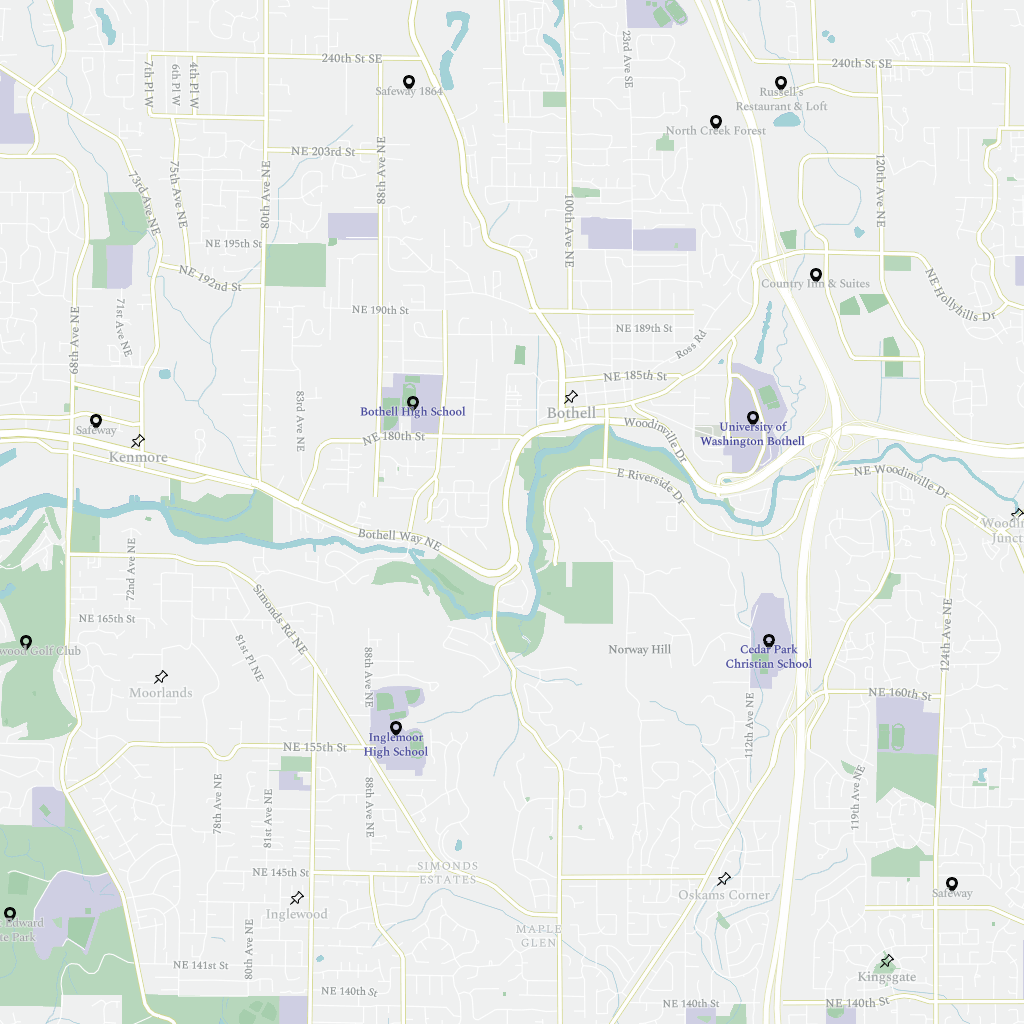 240th St SE
23rd Ave SE
240th St SE
7th Pl W
6th Pl W
4th Pl W
Safeway 1864
Russell's
Restaurant & Loft
North Creek Forest
NE 203rd St
88th Ave NE
73rd Ave NE
75th Ave NE
80th Ave NE
100th Ave NE
120th Ave NE
NE 195th St
NE 192nd St
Country Inn & Suites
NE Hollyhills Dr
71st Ave NE
68th Ave NE
NE 190th St
NE 189th St
Ross Rd
NE 185th St
83rd Ave NE
Bothell High School
Bothell
Safeway
Kenmore
NE 180th St
Woodinville Dr
University of
Washington Bothell
E Riverside Dr
NE Woodinville Dr
Bothell Way NE
72nd Ave NE
Simonds Rd NE
NE 165th St
81st Pl NE
Golf Club
Norway Hill
Cedar Park
Christian School
124th Ave NE
Moorlands
88th Ave NE
NE 160th St
112th Ave NE
Inglemoor
High School
NE 155th St
78th Ave NE
81st Ave NE
88th Ave NE
119th Ave NE
SIMONDS
ESTATES
NE 145th St
Oskams Corner
Safeway
Inglewood
Edward
Park
80th Ave NE
MAPLE
GLEN
NE 141st St
Kingsgate
NE 140th St
NE 140th St
NE 140th St